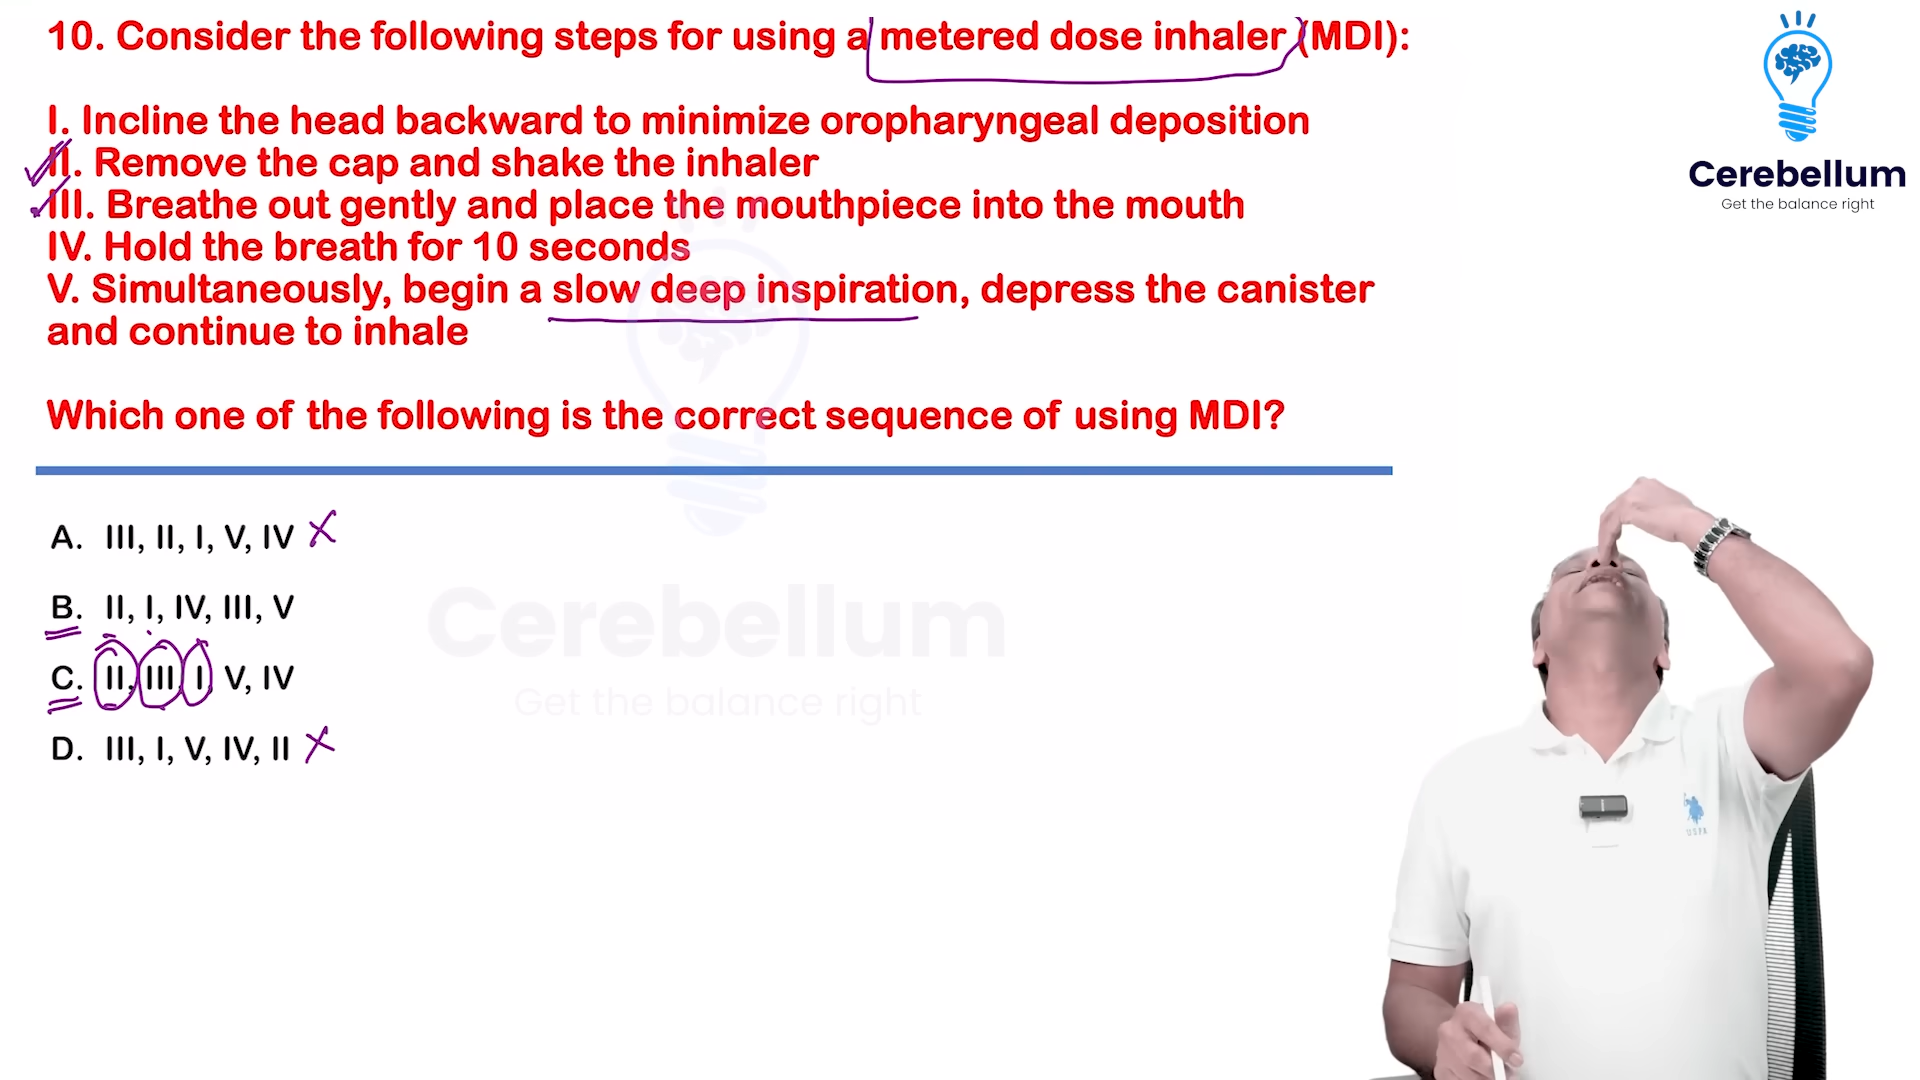 10. Consider the following steps for using a metered dose inhaler (MDI):
I. Incline the head backward to minimize oropharyngeal deposition
II. Remove the cap and shake the inhaler
III. Breathe out gently and place the mouthpiece into the mouth
IV. Hold the breath for 10 seconds
V. Simultaneously, begin a slow deep inspiration, depress the canister
and continue to inhale
Which one of the following is the correct sequence of using MDI?
A. III, II, I, V, IV
B. II, I, IV, III, V
C. II, III, I, V, IV
D. III, I, V, IV, II
Cerebellum
Get the balance right
Cerebellum
Get the balance right
USPA